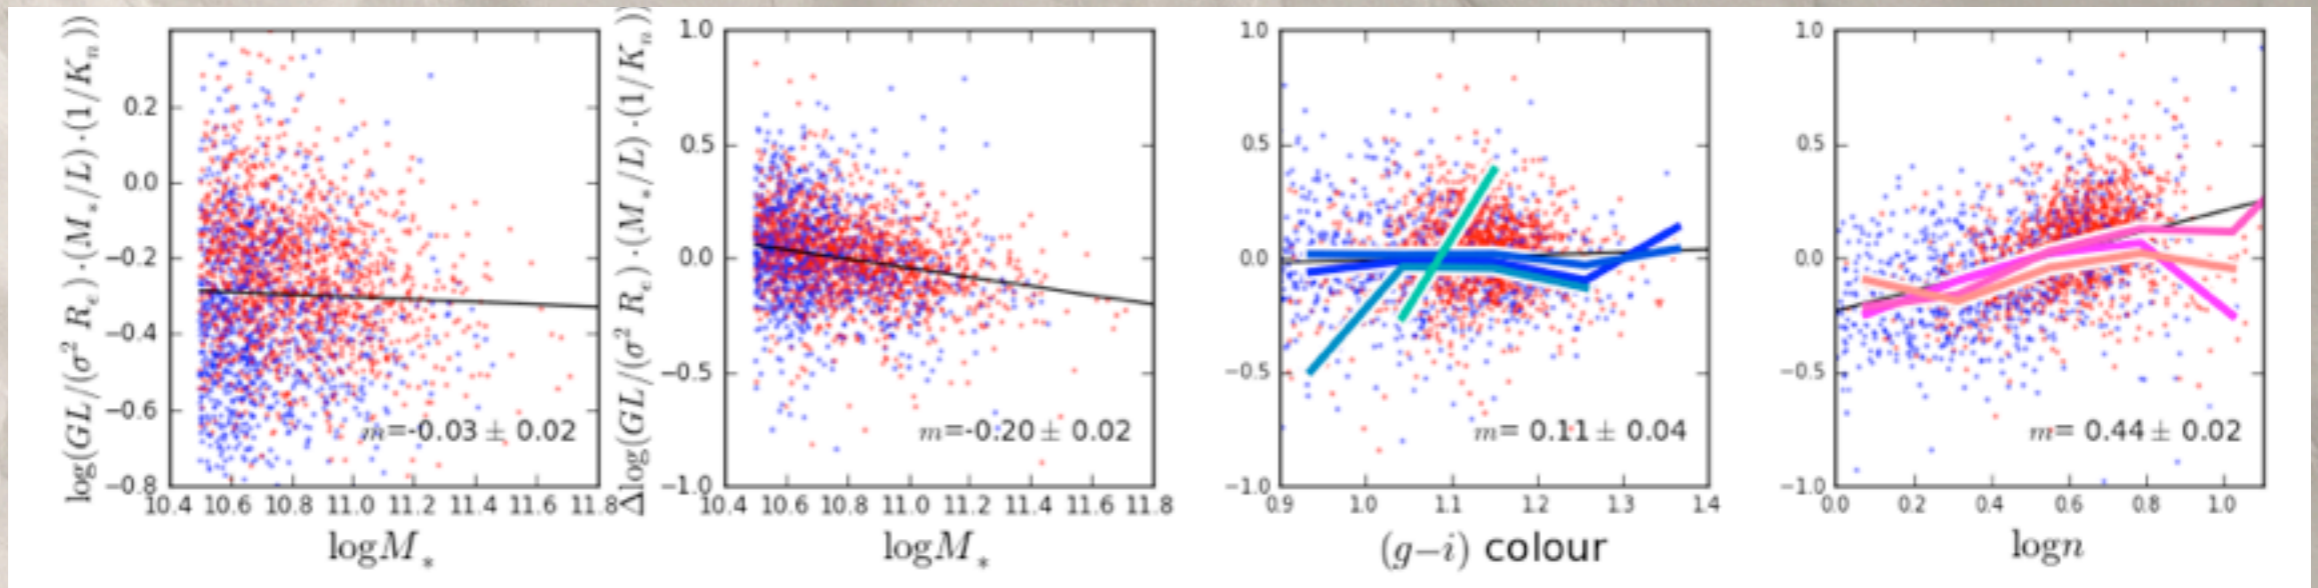 log(GL/(σ² R_e)·(M_*/L)·(1/K_n))
0.2
0.0
−0.2
−0.4
−0.6
−0.8
10.4 10.6 10.8 11.0 11.2 11.4 11.6 11.8
m=-0.03 ± 0.02
logM_*
Δlog(GL/(σ² R_e)·(M_*/L)·(1/K_n))
1.0
0.5
0.0
−0.5
−1.0
10.4 10.6 10.8 11.0 11.2 11.4 11.6 11.8
m=-0.20 ± 0.02
logM_*
1.0
0.5
0.0
−0.5
−1.0
0.9 1.0 1.1 1.2 1.3 1.4
m= 0.11 ± 0.04
(g−i) colour
1.0
0.5
0.0
−0.5
−1.0
0.0 0.2 0.4 0.6 0.8 1.0
m= 0.44 ± 0.02
logn